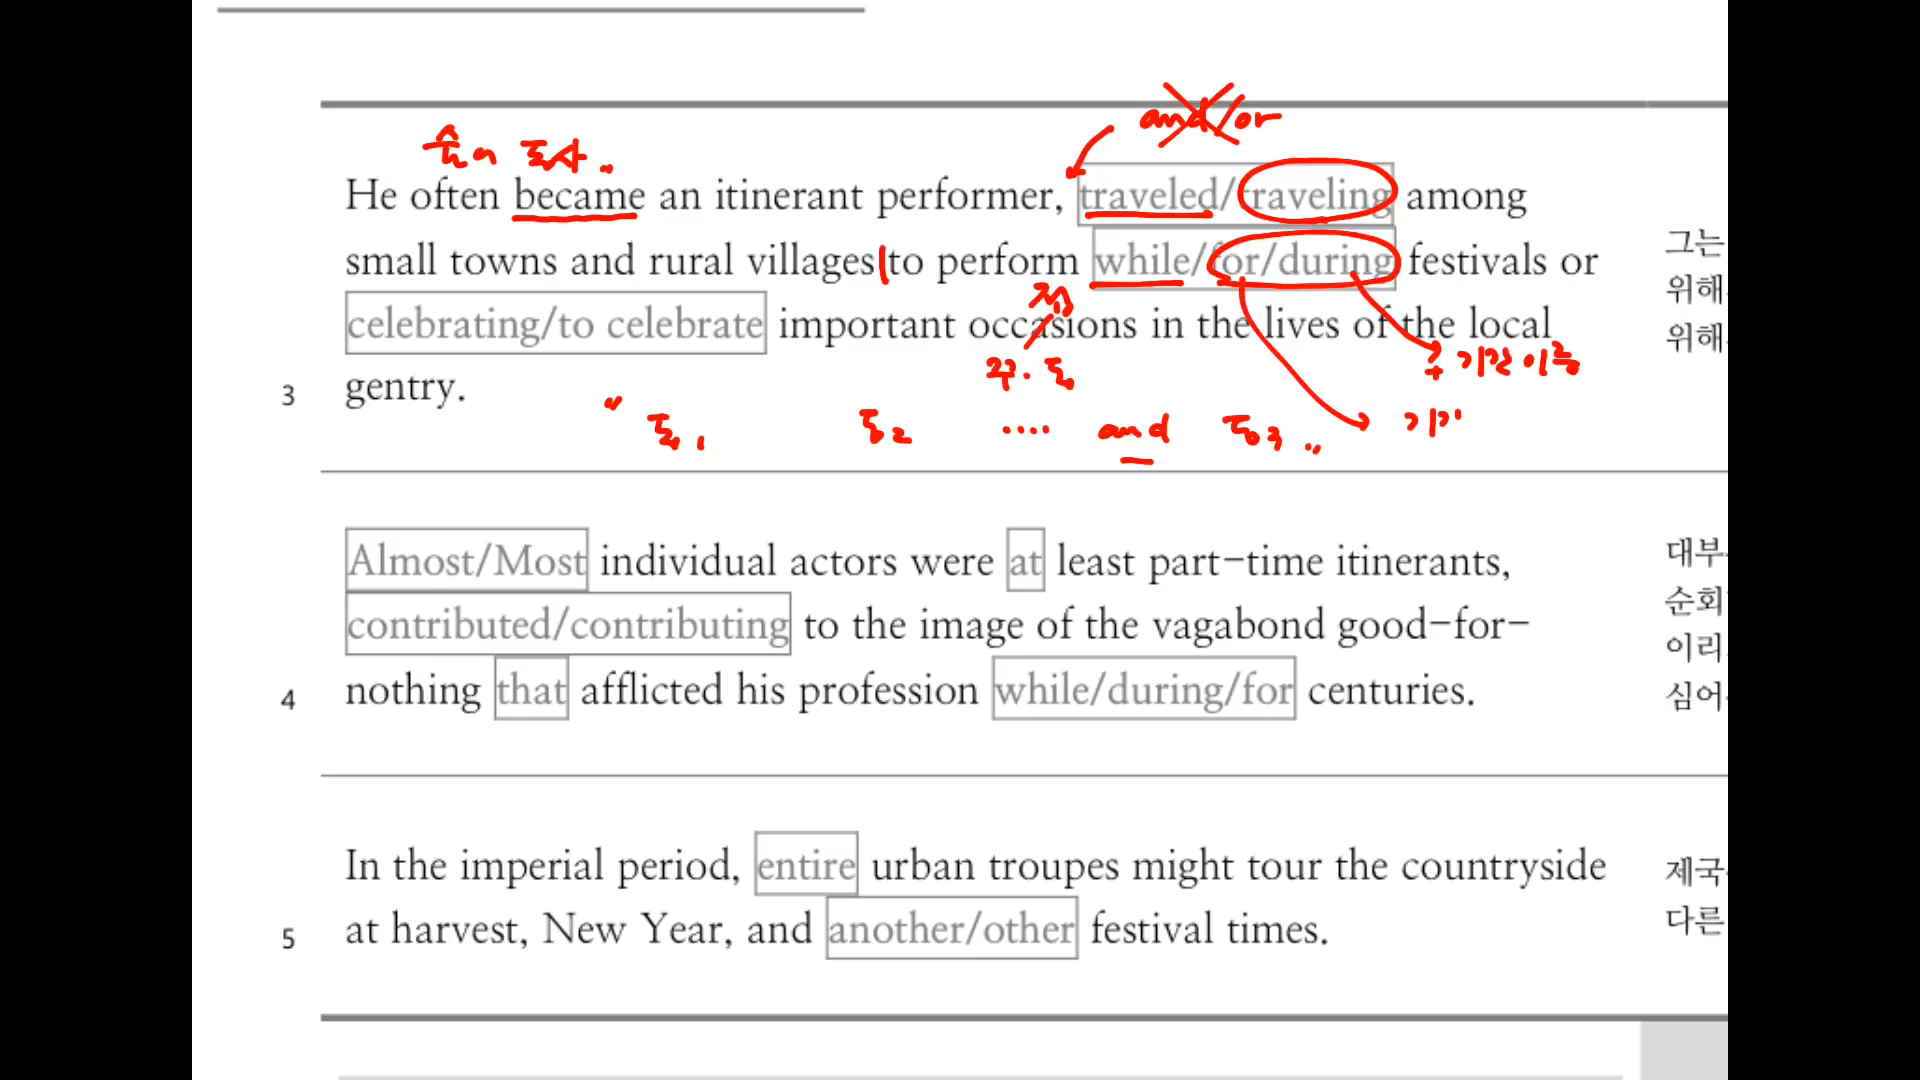 and/or
술어 동사
He often became an itinerant performer, traveled/traveling among
small towns and rural villages to perform while/for/during festivals or
celebrating/to celebrate important occasions in the lives of the local
gentry.
3
접
주.동
+ 기간 이름
동1 동2 .... and 동3
Almost/Most individual actors were at least part-time itinerants,
contributed/contributing to the image of the vagabond good-for-
nothing that afflicted his profession while/during/for centuries.
4
In the imperial period, entire urban troupes might tour the countryside
at harvest, New Year, and another/other festival times.
5
그는
위해
위해
대부
순회
이리
심어
제국
다른